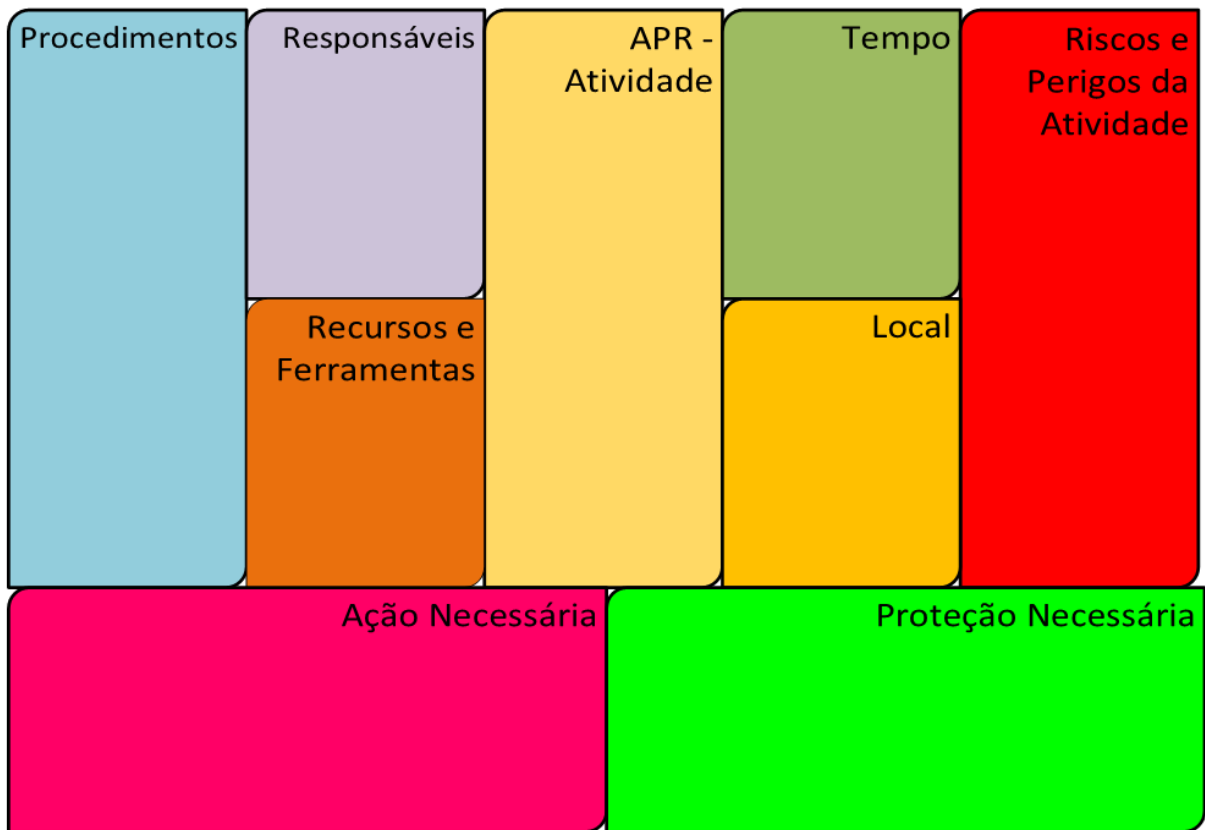 Procedimentos
Responsáveis
APR -
Atividade
Tempo
Riscos e
Perigos da
Atividade
Recursos e
Ferramentas
Local
Ação Necessária
Proteção Necessária